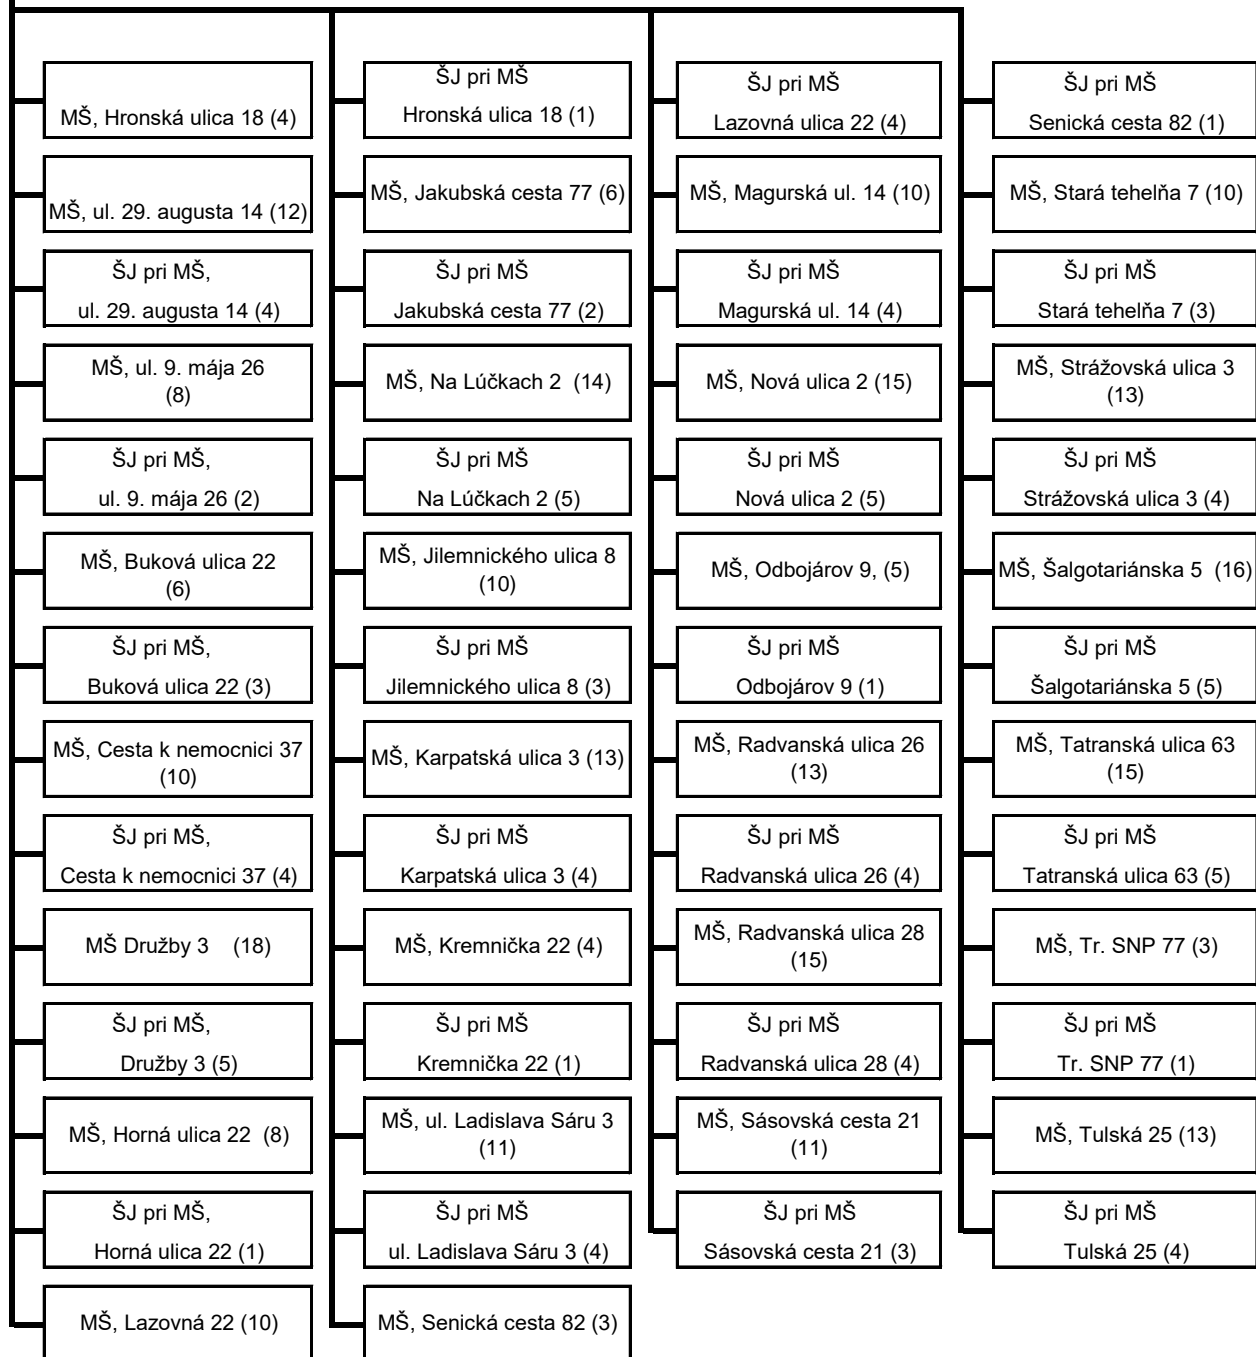 MŠ, Hronská ulica 18 (4)
MŠ, ul. 29. augusta 14 (12)
ŠJ pri MŠ,
ul. 29. augusta 14 (4)
MŠ, ul. 9. mája 26
(8)
ŠJ pri MŠ,
ul. 9. mája 26 (2)
MŠ, Buková ulica 22
(6)
ŠJ pri MŠ,
Buková ulica 22 (3)
MŠ, Cesta k nemocnici 37
(10)
ŠJ pri MŠ,
Cesta k nemocnici 37 (4)
MŠ Družby 3 (18)
ŠJ pri MŠ,
Družby 3 (5)
MŠ, Horná ulica 22 (8)
ŠJ pri MŠ,
Horná ulica 22 (1)
MŠ, Lazovná 22 (10)
ŠJ pri MŠ
Hronská ulica 18 (1)
MŠ, Jakubská cesta 77 (6)
ŠJ pri MŠ
Jakubská cesta 77 (2)
MŠ, Na Lúčkach 2 (14)
ŠJ pri MŠ
Na Lúčkach 2 (5)
MŠ, Jilemnického ulica 8
(10)
ŠJ pri MŠ
Jilemnického ulica 8 (3)
MŠ, Karpatská ulica 3 (13)
ŠJ pri MŠ
Karpatská ulica 3 (4)
MŠ, Kremnička 22 (4)
ŠJ pri MŠ
Kremnička 22 (1)
MŠ, ul. Ladislava Sáru 3
(11)
ŠJ pri MŠ
ul. Ladislava Sáru 3 (4)
MŠ, Senická cesta 82 (3)
ŠJ pri MŠ
Lazovná ulica 22 (4)
MŠ, Magurská ul. 14 (10)
ŠJ pri MŠ
Magurská ul. 14 (4)
MŠ, Nová ulica 2 (15)
ŠJ pri MŠ
Nová ulica 2 (5)
MŠ, Odbojárov 9, (5)
ŠJ pri MŠ
Odbojárov 9 (1)
MŠ, Radvanská ulica 26
(13)
ŠJ pri MŠ
Radvanská ulica 26 (4)
MŠ, Radvanská ulica 28
(15)
ŠJ pri MŠ
Radvanská ulica 28 (4)
MŠ, Sásovská cesta 21
(11)
ŠJ pri MŠ
Sásovská cesta 21 (3)
ŠJ pri MŠ
Senická cesta 82 (1)
MŠ, Stará tehelňa 7 (10)
ŠJ pri MŠ
Stará tehelňa 7 (3)
MŠ, Strážovská ulica 3
(13)
ŠJ pri MŠ
Strážovská ulica 3 (4)
MŠ, Šalgotariánska 5 (16)
ŠJ pri MŠ
Šalgotariánska 5 (5)
MŠ, Tatranská ulica 63
(15)
ŠJ pri MŠ
Tatranská ulica 63 (5)
MŠ, Tr. SNP 77 (3)
ŠJ pri MŠ
Tr. SNP 77 (1)
MŠ, Tulská 25 (13)
ŠJ pri MŠ
Tulská 25 (4)